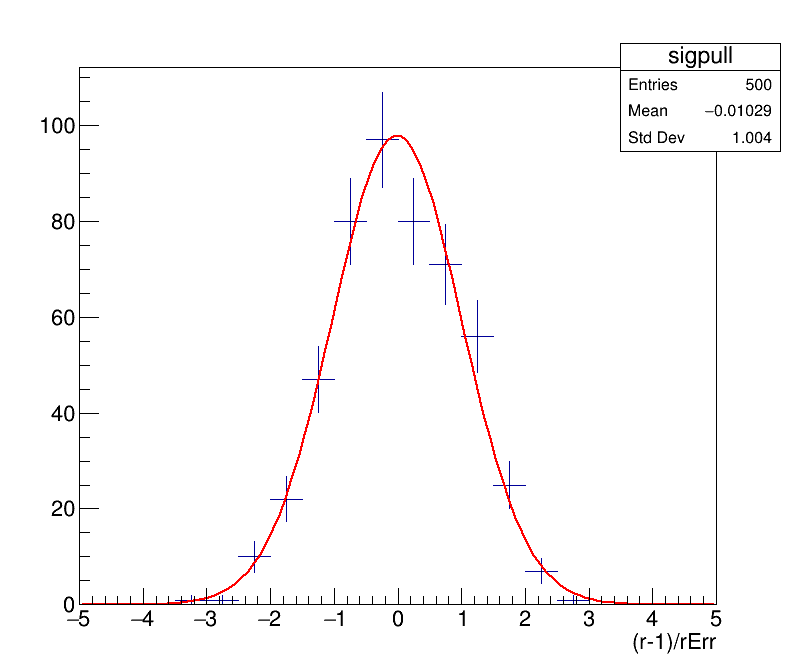 sigpull
Entries 500
Mean −0.01029
Std Dev 1.004
100
80
60
40
20
0
−5 −4 −3 −2 −1 0 1 2 3 4 5
(r-1)/rErr